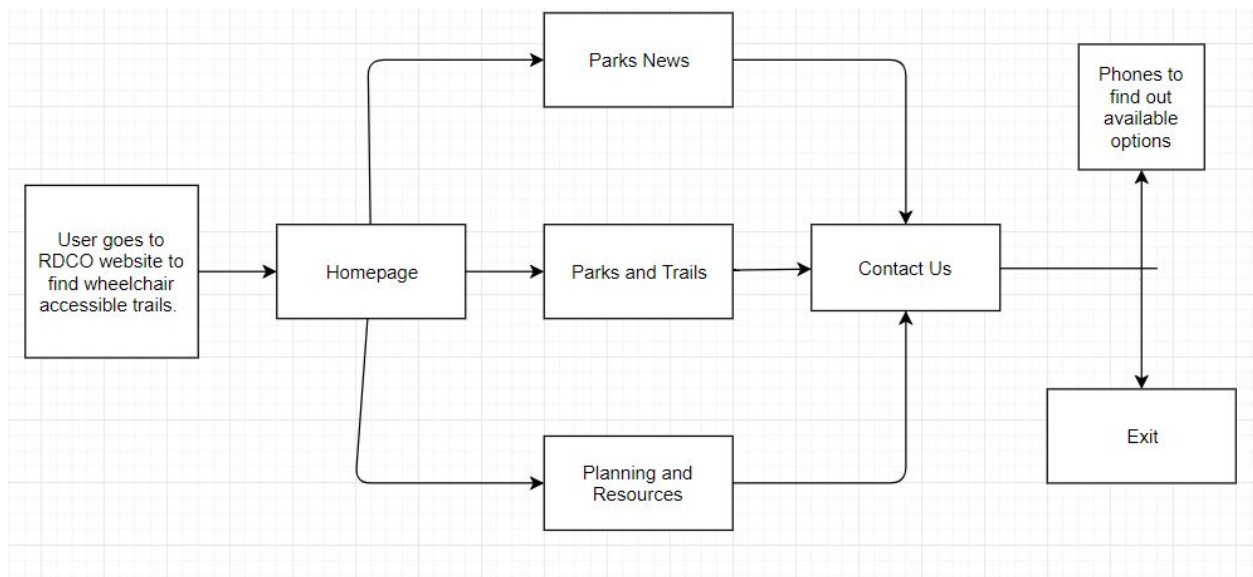 User goes to
RDCO website to
find wheelchair
accessible trails.
Homepage
Parks News
Parks and Trails
Planning and
Resources
Contact Us
Phones to
find out
available
options
Exit